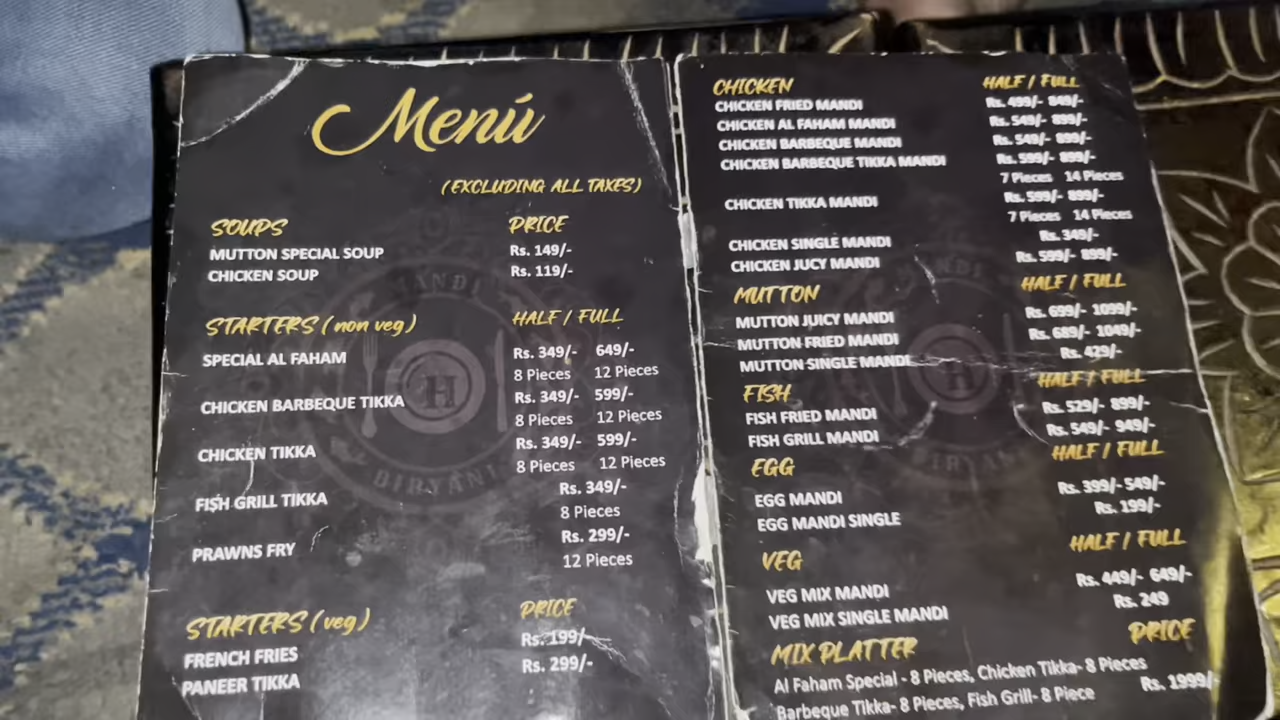 Menú
(EXCLUDING ALL TAXES)
SOUPS PRICE
MUTTON SPECIAL SOUP Rs. 149/-
CHICKEN SOUP Rs. 119/-
STARTERS (non veg) HALF / FULL
SPECIAL AL FAHAM Rs. 349/- 649/-
8 Pieces 12 Pieces
CHICKEN BARBEQUE TIKKA Rs. 349/- 599/-
8 Pieces 12 Pieces
CHICKEN TIKKA Rs. 349/- 599/-
8 Pieces 12 Pieces
FISH GRILL TIKKA Rs. 349/-
8 Pieces
PRAWNS FRY Rs. 299/-
12 Pieces
STARTERS (veg) PRICE
FRENCH FRIES Rs. 199/-
PANEER TIKKA Rs. 299/-
MANDI
H
BIRYANI
CHICKEN HALF / FULL
CHICKEN FRIED MANDI Rs. 499/- 849/-
CHICKEN AL FAHAM MANDI Rs. 549/- 899/-
CHICKEN BARBEQUE MANDI Rs. 549/- 899/-
CHICKEN BARBEQUE TIKKA MANDI Rs. 599/- 899/-
7 Pieces 14 Pieces
CHICKEN TIKKA MANDI Rs. 599/- 899/-
7 Pieces 14 Pieces
CHICKEN SINGLE MANDI Rs. 349/-
CHICKEN JUCY MANDI Rs. 599/- 899/-
MUTTON HALF / FULL
MUTTON JUICY MANDI Rs. 699/- 1099/-
MUTTON FRIED MANDI Rs. 689/- 1049/-
MUTTON SINGLE MANDI Rs. 429/-
FISH HALF / FULL
FISH FRIED MANDI Rs. 529/- 899/-
FISH GRILL MANDI Rs. 549/- 949/-
EGG HALF / FULL
EGG MANDI Rs. 399/- 549/-
EGG MANDI SINGLE Rs. 199/-
VEG HALF / FULL
VEG MIX MANDI Rs. 449/- 649/-
VEG MIX SINGLE MANDI Rs. 249
MIX PLATTER PRICE
Al Faham Special - 8 Pieces, Chicken Tikka- 8 Pieces
Barbeque Tikka- 8 Pieces, Fish Grill- 8 Piece Rs. 1999/-
MANDI
H
BIRYANI